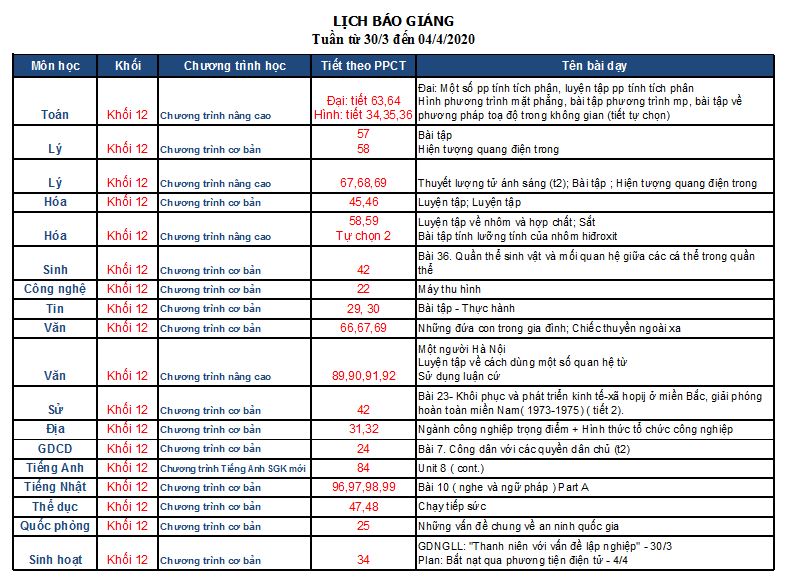 LỊCH BÁO GIẢNG
Tuần từ 30/3 đến 04/4/2020
Môn học Khối Chương trình học Tiết theo PPCT Tên bài dạy
Toán Khối 12 Chương trình nâng cao Đại: tiết 63,64 Hình: tiết 34,35,36 Đai: Một số pp tính tích phân, luyện tập pp tính tích phân
Hình phương trình mặt phẳng, bài tập phương trình mp, bài tập về
phương pháp toạ độ trong không gian (tiết tự chọn)
Lý Khối 12 Chương trình cơ bản 57 Bài tập
58 Hiện tượng quang điện trong
Lý Khối 12 Chương trình nâng cao 67,68,69 Thuyết lượng tử ánh sáng (t2); Bài tập ; Hiện tượng quang điện trong
Hóa Khối 12 Chương trình cơ bản 45,46 Luyện tập; Luyện tập
Hóa Khối 12 Chương trình nâng cao 58,59 Luyện tập về nhôm và hợp chất; Sắt
Tự chọn 2 Bài tập tính lưỡng tính của nhôm hiđroxit
Sinh Khối 12 Chương trình cơ bản 42 Bài 36. Quần thể sinh vật và mối quan hệ giữa các cá thể trong quần
thể
Công nghệ Khối 12 Chương trình cơ bản 22 Máy thu hình
Tin Khối 12 Chương trình cơ bản 29, 30 Bài tập - Thực hành
Văn Khối 12 Chương trình cơ bản 66,67,69 Những đứa con trong gia đình; Chiếc thuyền ngoài xa
Văn Khối 12 Chương trình nâng cao 89,90,91,92 Một người Hà Nội
Luyện tập về cách dùng một số quan hệ từ
Sử dụng luận cứ
Sử Khối 12 Chương trình cơ bản 42 Bài 23- Khôi phục và phát triển kinh tế-xã hopij ở miền Bắc, giải phóng
hoàn toàn miền Nam( 1973-1975) ( tiết 2).
Địa Khối 12 Chương trình cơ bản 31,32 Ngành công nghiệp trọng điểm + Hình thức tổ chức công nghiệp
GDCD Khối 12 Chương trình cơ bản 24 Bài 7. Công dân với các quyền dân chủ (t2)
Tiếng Anh Khối 12 Chương trình Tiếng Anh SGK mới 84 Unit 8 ( cont.)
Tiếng Nhật Khối 12 Chương trình cơ bản 96,97,98,99 Bài 10 ( nghe và ngữ pháp ) Part A
Thể dục Khối 12 Chương trình cơ bản 47,48 Chạy tiếp sức
Quốc phòng Khối 12 Chương trình cơ bản 25 Những vấn đề chung về an ninh quốc gia
Sinh hoạt Khối 12 Chương trình cơ bản 34 GDNGLL: "Thanh niên với vấn đề lập nghiệp" - 30/3
Plan: Bắt nạt qua phương tiện điện tử - 4/4